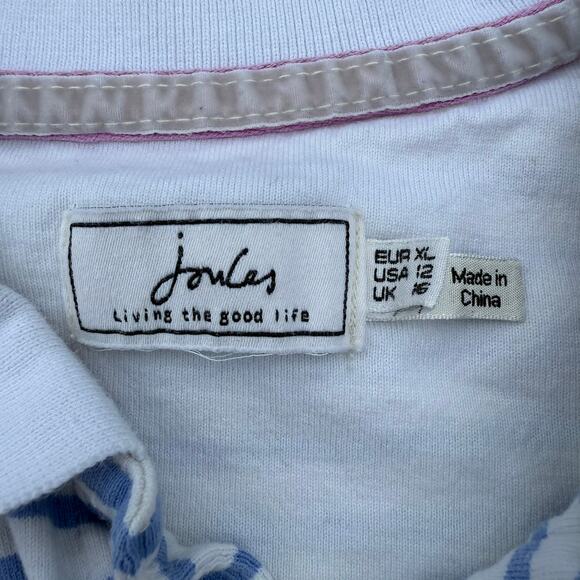 joules
Living the good life
EUR XL
USA 12
UK 16
Made in
China